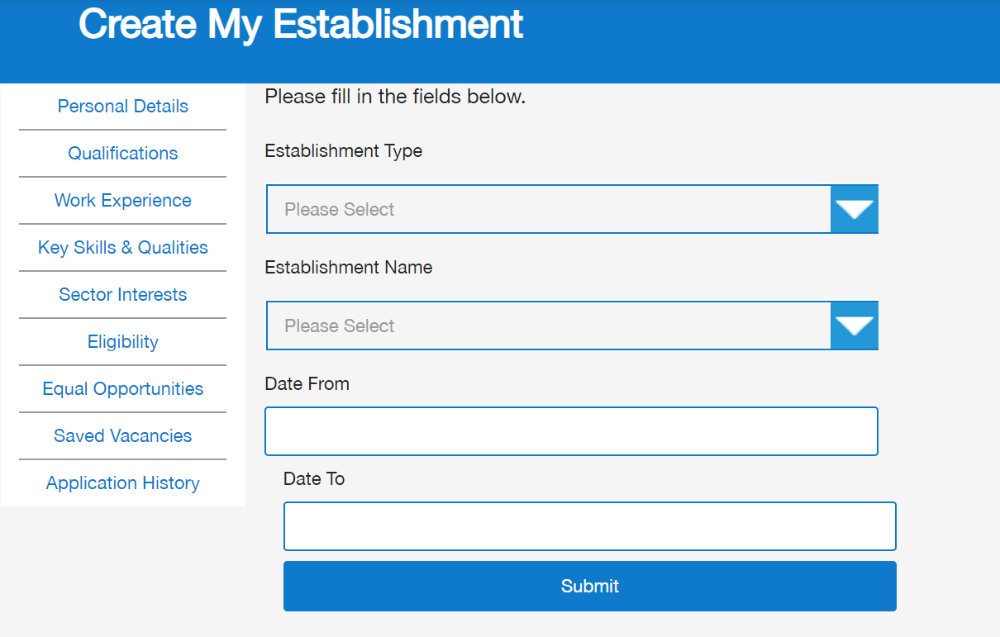 Create My Establishment
Personal Details
Qualifications
Work Experience
Key Skills & Qualities
Sector Interests
Eligibility
Equal Opportunities
Saved Vacancies
Application History
Please fill in the fields below.
Establishment Type
Please Select
Establishment Name
Please Select
Date From
Date To
Submit